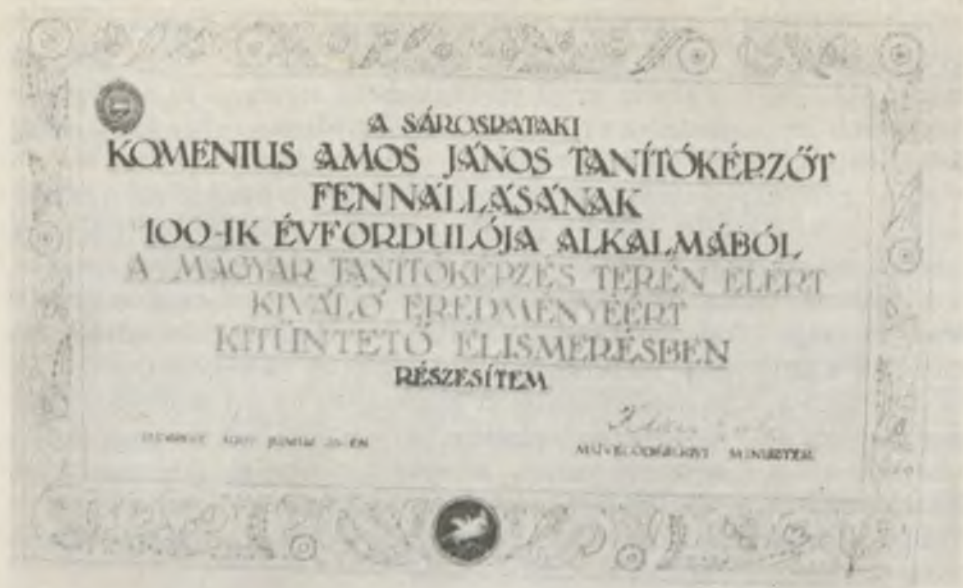 A SÁROSPATAKI
KOMENIUS AMOS JÁNOS TANÍTÓKÉPZŐT
FENNÁLLÁSÁNAK
100-IK ÉVFORDULÓJA ALKALMÁBÓL
A MAGYAR TANÍTÓKÉPZÉS TERÉN ELÉRT
KIVÁLÓ EREDMÉNYÉÉRT
KITÜNTETŐ ELISMERÉSBEN
RÉSZESÍTEM
MŰVELŐDÉSÜGYI MINISZTER